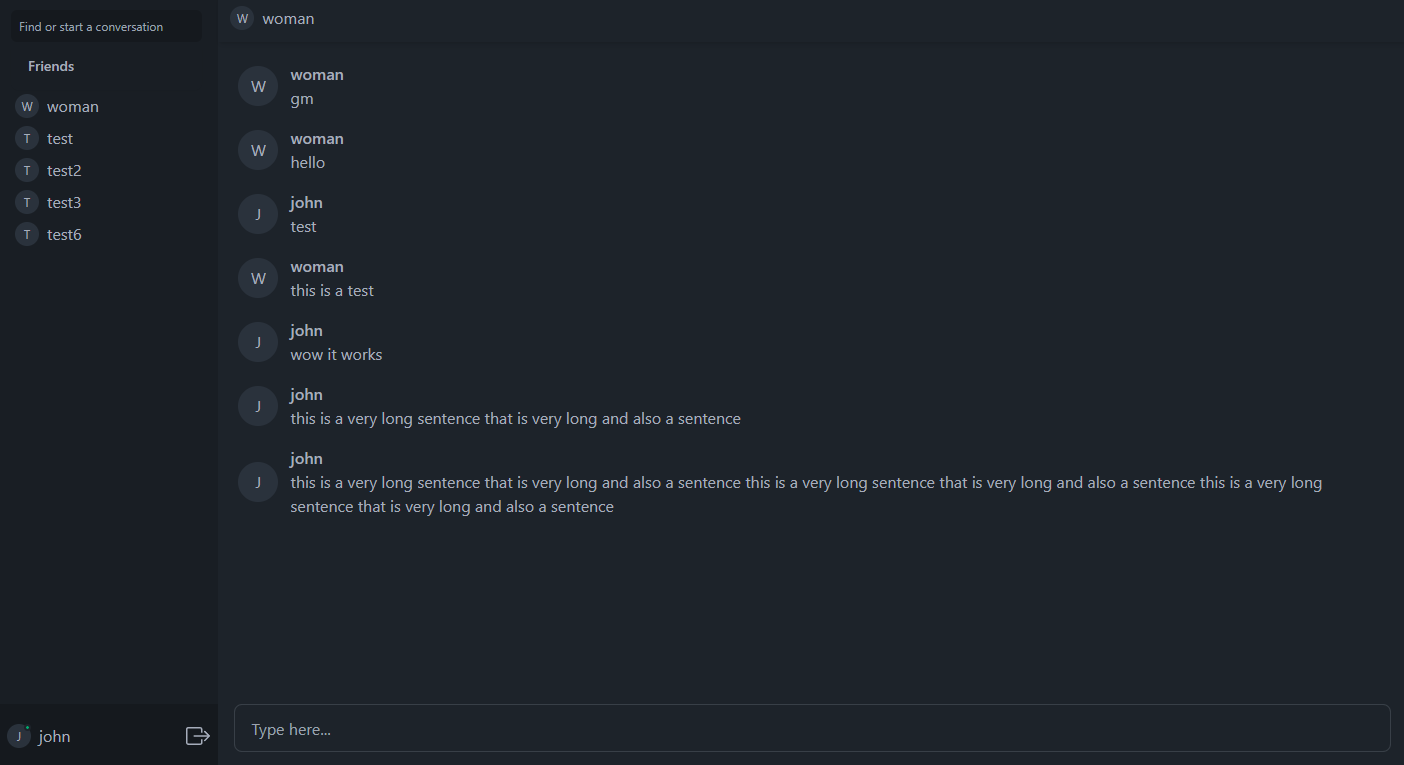 Find or start a conversation
Friends
W woman
T test
T test2
T test3
T test6
J john
W woman
W woman
gm
W woman
hello
J john
test
W woman
this is a test
J john
wow it works
J john
this is a very long sentence that is very long and also a sentence
J john
this is a very long sentence that is very long and also a sentence this is a very long sentence that is very long and also a sentence this is a very long
sentence that is very long and also a sentence
Type here...